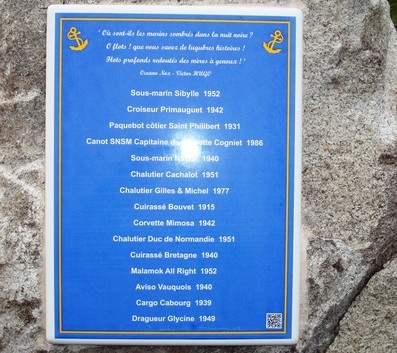 ' Où sont-ils les marins sombrés dans la nuit noire ?
O flots ! que vous savez de lugubres histoires !
Flots profonds redoutés des mères à genoux ! '
Oceano Nox - Victor HUGO
Sous-marin Sibylle 1952
Croiseur Primauguet 1942
Paquebot côtier Saint Philibert 1931
Canot SNSM Capitaine de Cogniet 1986
Sous-marin 1940
Chalutier Cachalot 1951
Chalutier Gilles & Michel 1977
Cuirassé Bouvet 1915
Corvette Mimosa 1942
Chalutier Duc de Normandie 1951
Cuirassé Bretagne 1940
Malamok All Right 1952
Aviso Vauquois 1940
Cargo Cabourg 1939
Dragueur Glycine 1949